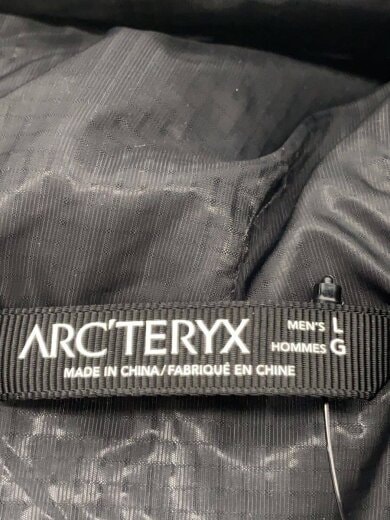 ARC'TERYX MEN'S L
HOMMES G
MADE IN CHINA/FABRIQUÉ EN CHINE